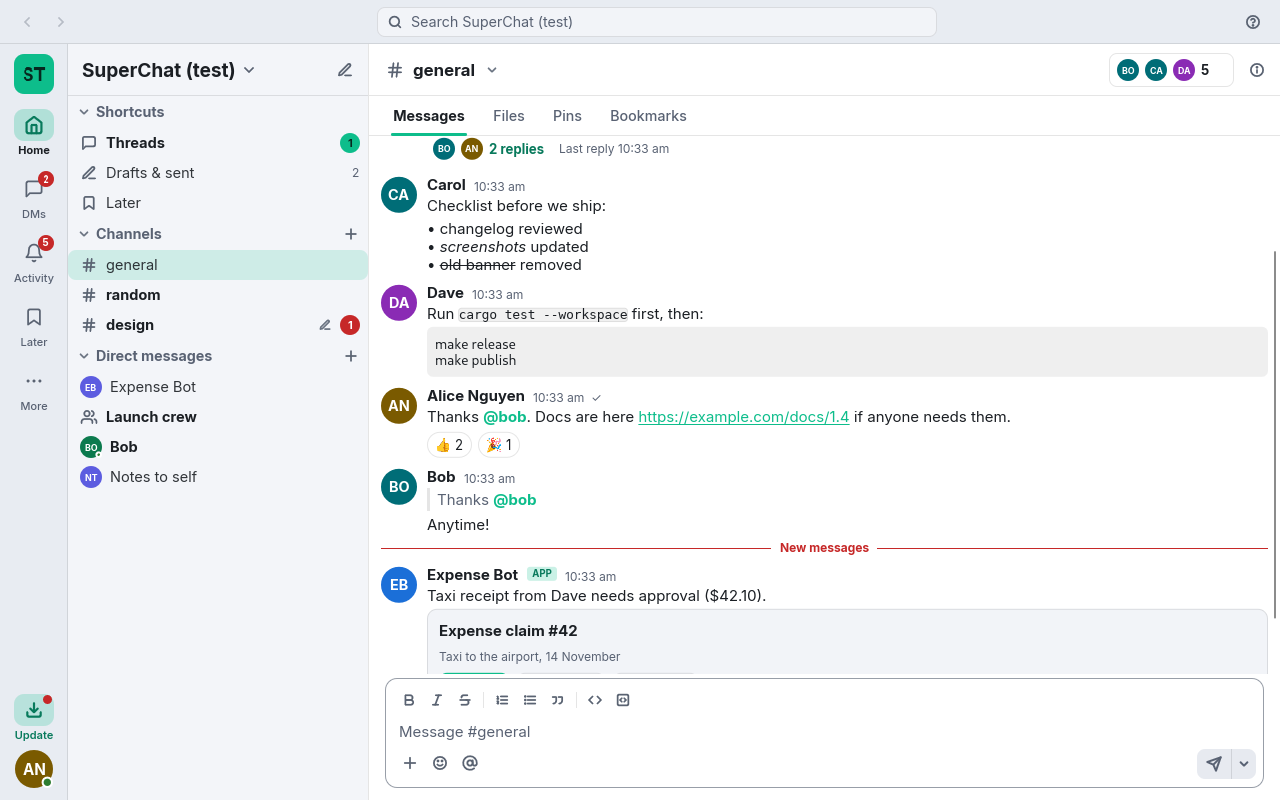 Search SuperChat (test)
ST
Home
2
DMs
5
Activity
Later
More
Update
AN
SuperChat (test)
Shortcuts
Threads 1
Drafts & sent 2
Later
Channels
general
random
design 1
Direct messages
EB Expense Bot
Launch crew
BO Bob
NT Notes to self
# general
BO CA DA 5
Messages Files Pins Bookmarks
BO AN 2 replies Last reply 10:33 am
CA Carol 10:33 am
Checklist before we ship:
• changelog reviewed
• screenshots updated
• old banner removed
DA Dave 10:33 am
Run cargo test --workspace first, then:
make release
make publish
AN Alice Nguyen 10:33 am ✓
Thanks @bob. Docs are here https://example.com/docs/1.4 if anyone needs them.
👍 2 🎉 1
BO Bob 10:33 am
Thanks @bob
Anytime!
New messages
EB Expense Bot APP 10:33 am
Taxi receipt from Dave needs approval ($42.10).
Expense claim #42
Taxi to the airport, 14 November
Message #general